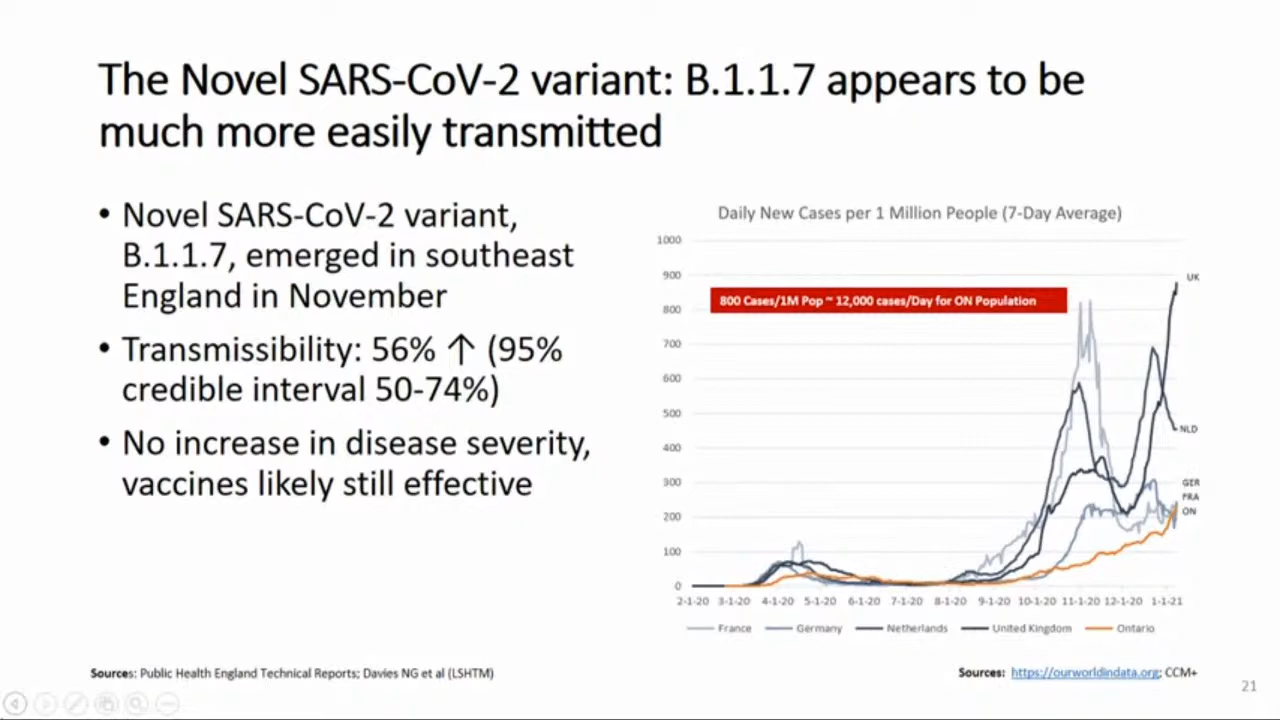 The Novel SARS-CoV-2 variant: B.1.1.7 appears to be
much more easily transmitted
• Novel SARS-CoV-2 variant,
B.1.1.7, emerged in southeast
England in November
• Transmissibility: 56% ↑ (95%
credible interval 50-74%)
• No increase in disease severity,
vaccines likely still effective
Daily New Cases per 1 Million People (7-Day Average)
1000
900
800
700
600
500
400
300
200
100
0
800 Cases/1M Pop ~ 12,000 cases/Day for ON Population
UK
NLD
GER
FRA
ON
2-1-20 3-1-20 4-1-20 5-1-20 6-1-20 7-1-20 8-1-20 9-1-20 10-1-20 11-1-20 12-1-20 1-1-21
France Germany Netherlands United Kingdom Ontario
Sources: Public Health England Technical Reports; Davies NG et al (LSHTM)
Sources: https://ourworldindata.org; CCM+
21